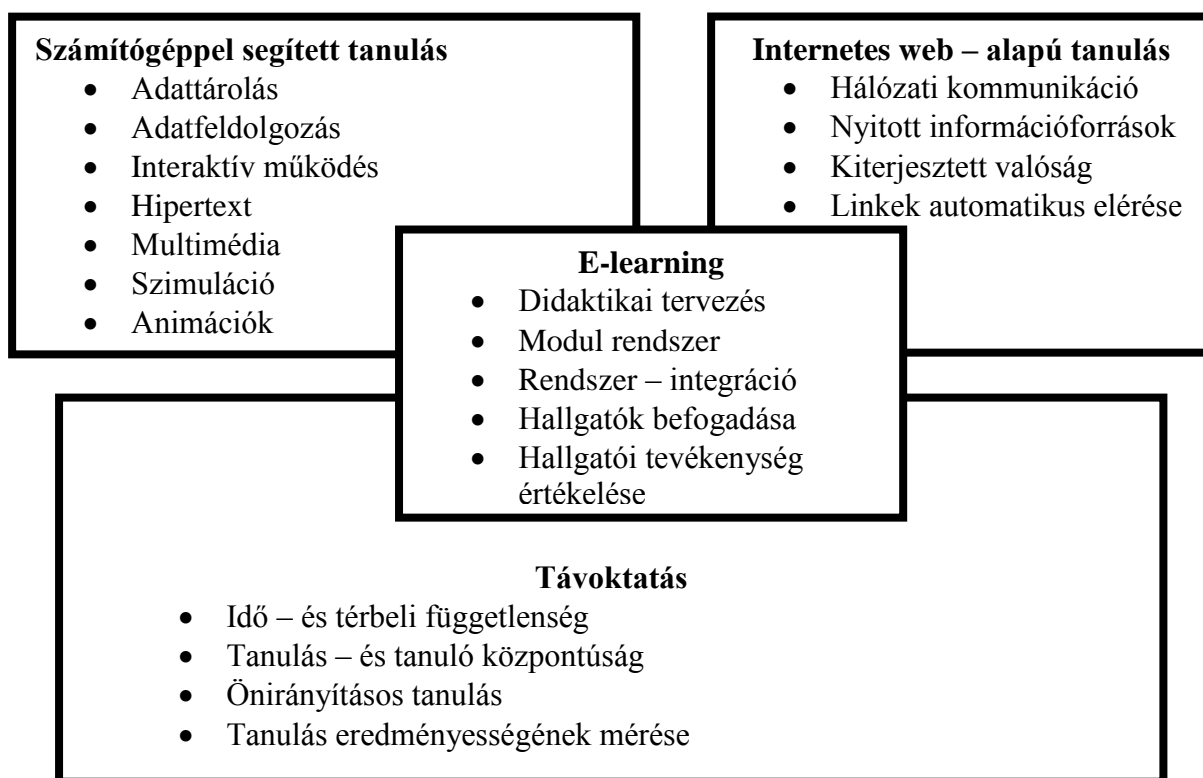 Számítógéppel segített tanulás
• Adattárolás
• Adatfeldolgozás
• Interaktív működés
• Hipertext
• Multimédia
• Szimuláció
• Animációk
Internetes web – alapú tanulás
• Hálózati kommunikáció
• Nyitott információforrások
• Kiterjesztett valóság
• Linkek automatikus elérése
E-learning
• Didaktikai tervezés
• Modul rendszer
• Rendszer – integráció
• Hallgatók befogadása
• Hallgatói tevékenység
értékelése
Távoktatás
• Idő – és térbeli függetlenség
• Tanulás – és tanuló központúság
• Önirányításos tanulás
• Tanulás eredményességének mérése